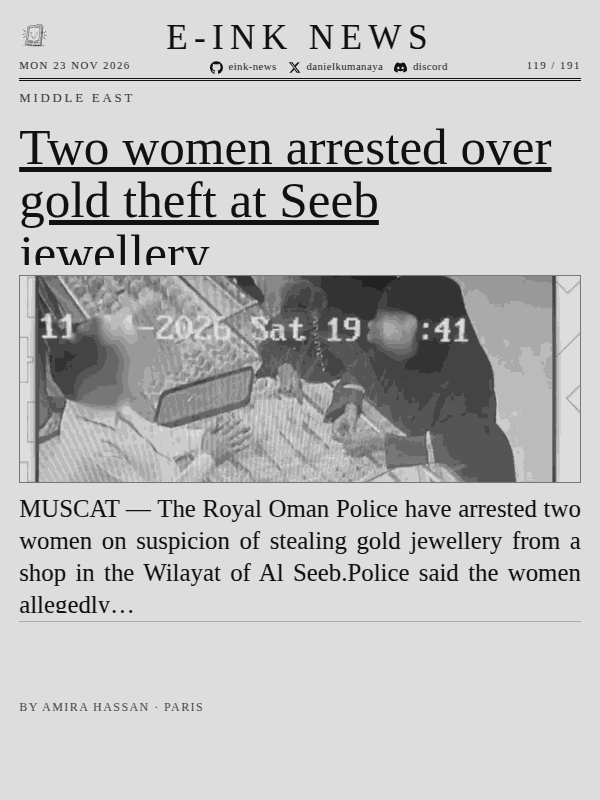 E-INK NEWS
MON 23 NOV 2026
eink-news
danielkumanaya
discord
119 / 191
MIDDLE EAST
Two women arrested over
gold theft at Seeb
jewellery
-2026 Sat 19 :41
MUSCAT — The Royal Oman Police have arrested two
women on suspicion of stealing gold jewellery from a
shop in the Wilayat of Al Seeb.Police said the women
allegedly…
BY AMIRA HASSAN · PARIS